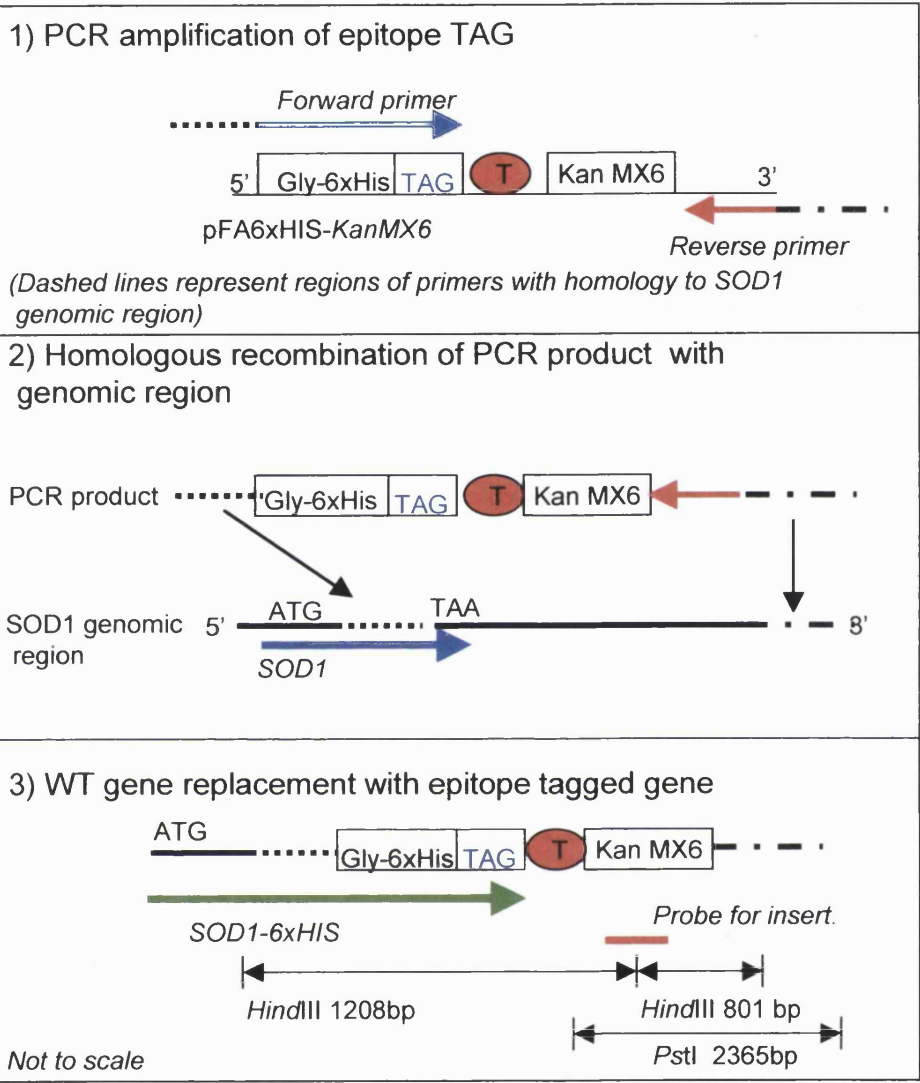 1) PCR amplification of epitope TAG
Forward primer
5' Gly-6xHis TAG T Kan MX6 3'
pFA6xHIS-KanMX6
Reverse primer
(Dashed lines represent regions of primers with homology to SOD1
genomic region)
2) Homologous recombination of PCR product with
genomic region
PCR product Gly-6xHis TAG T Kan MX6
ATG TAA
SOD1 genomic 5' 8'
region
SOD1
3) WT gene replacement with epitope tagged gene
ATG
Gly-6xHis TAG T Kan MX6
SOD1-6xHIS
Probe for insert.
HindIII 1208bp HindIII 801 bp
PstI 2365bp
Not to scale